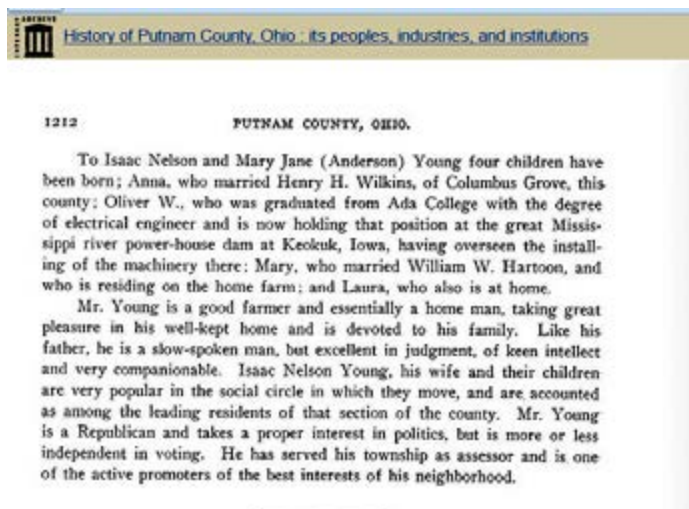 ARCHIVE
History of Putnam County, Ohio : its peoples, industries, and institutions
1212 PUTNAM COUNTY, OHIO.
To Isaac Nelson and Mary Jane (Anderson) Young four children have
been born; Anna, who married Henry H. Wilkins, of Columbus Grove, this
county; Oliver W., who was graduated from Ada College with the degree
of electrical engineer and is now holding that position at the great Missis-
sippi river power-house dam at Keokuk, Iowa, having overseen the install-
ing of the machinery there; Mary, who married William W. Hartoon, and
who is residing on the home farm; and Laura, who also is at home.
Mr. Young is a good farmer and essentially a home man, taking great
pleasure in his well-kept home and is devoted to his family. Like his
father, he is a slow-spoken man, but excellent in judgment, of keen intellect
and very companionable. Isaac Nelson Young, his wife and their children
are very popular in the social circle in which they move, and are accounted
as among the leading residents of that section of the county. Mr. Young
is a Republican and takes a proper interest in politics, but is more or less
independent in voting. He has served his township as assessor and is one
of the active promoters of the best interests of his neighborhood.